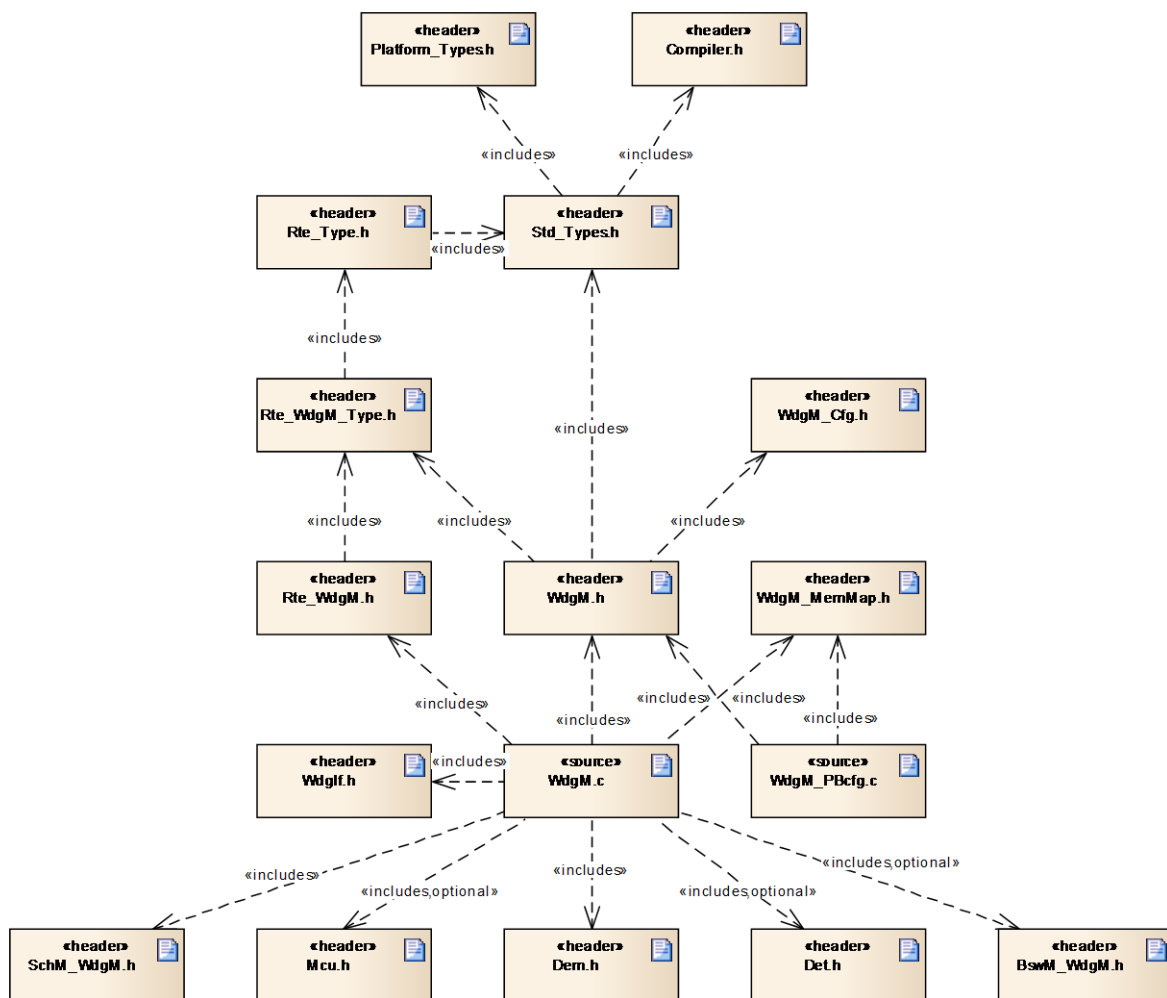 «header»
Platform_Types.h
«header»
Compiler.h
«includes»
«includes»
«header»
Rte_Type.h
«header»
Std_Types.h
«includes»
«includes»
«header»
Rte_WdgM_Type.h
«header»
WdgM_Cfg.h
«includes»
«includes»
«includes»
«includes»
«header»
Rte_WdgM.h
«header»
WdgM.h
«header»
WdgM_MemMap.h
«includes»
«includes»
«includes»
«includes»
«includes»
«header»
WdgIf.h
«includes»
«source»
WdgM.c
«source»
WdgM_PBcfg.c
«includes»
«includes,optional»
«includes»
«includes,optional»
«includes,optional»
«header»
SchM_WdgM.h
«header»
Mcu.h
«header»
Dem.h
«header»
Det.h
«header»
BswM_WdgM.h